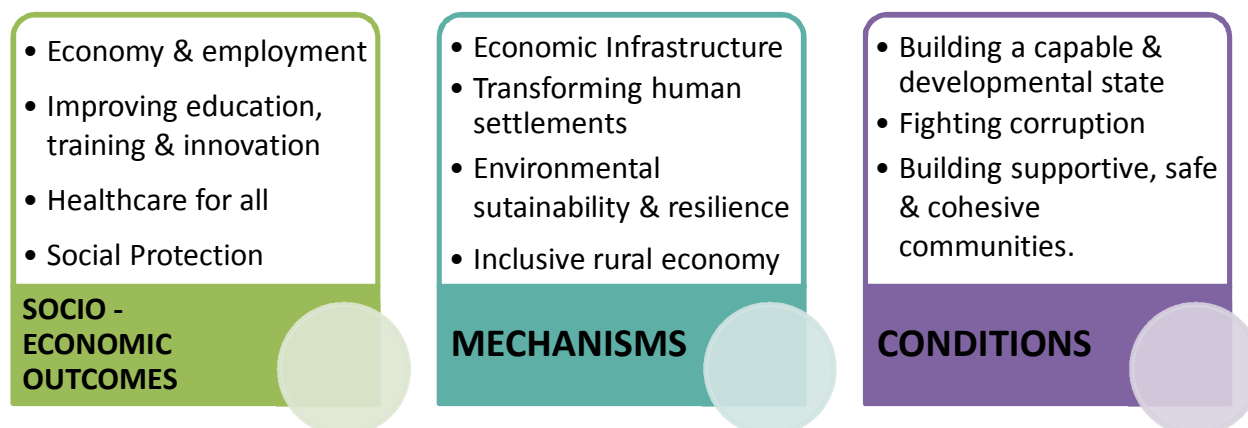 • Economy & employment
• Improving education,
training & innovation
• Healthcare for all
• Social Protection
SOCIO -
ECONOMIC
OUTCOMES
• Economic Infrastructure
• Transforming human
settlements
• Environmental
sutainability & resilience
• Inclusive rural economy
MECHANISMS
• Building a capable &
developmental state
• Fighting corruption
• Building supportive, safe
& cohesive
communities.
CONDITIONS